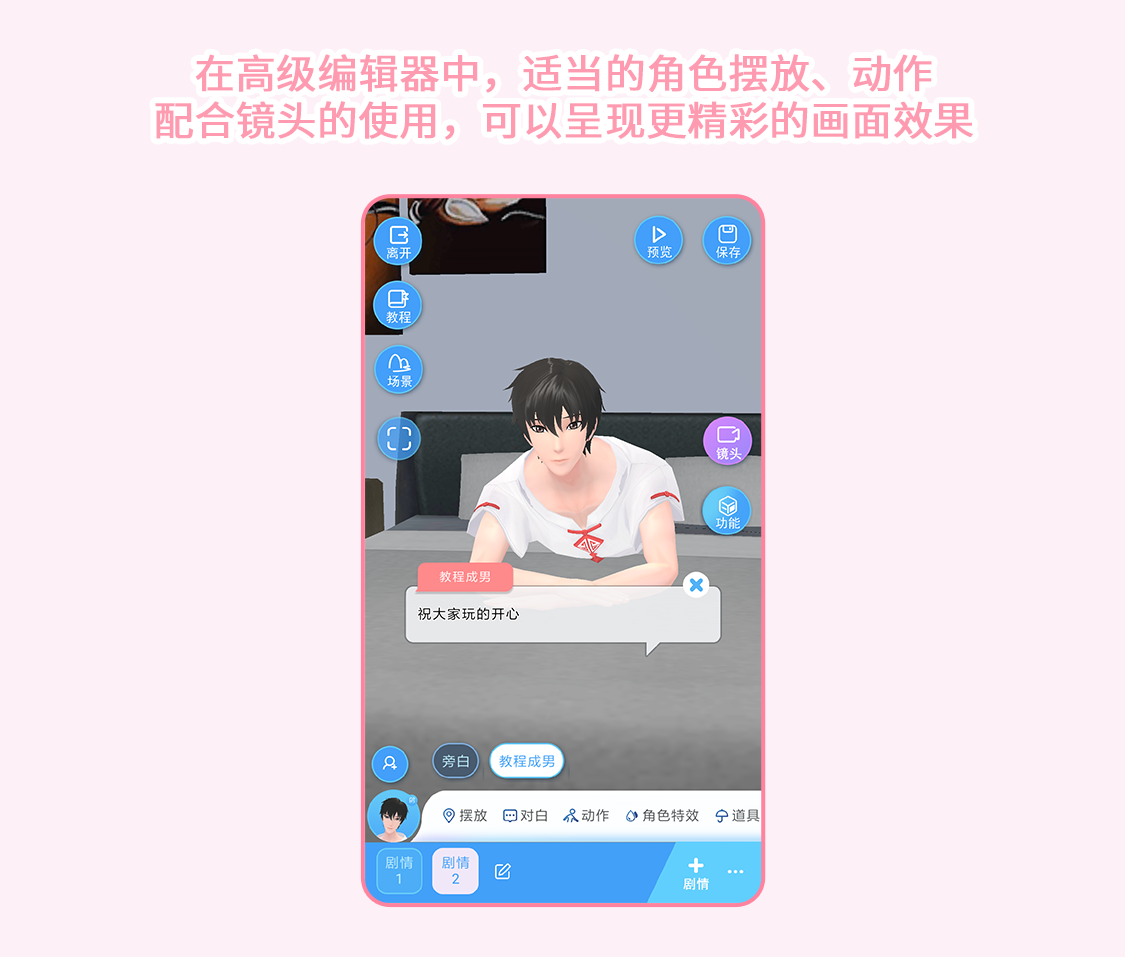 在高级编辑器中，适当的角色摆放、动作
配合镜头的使用，可以呈现更精彩的画面效果
离开
预览
保存
教程
场景
镜头
功能
教程成男
祝大家玩的开心
旁白
教程成男
摆放
对白
动作
角色特效
道具
剧情
1
剧情
2
剧情